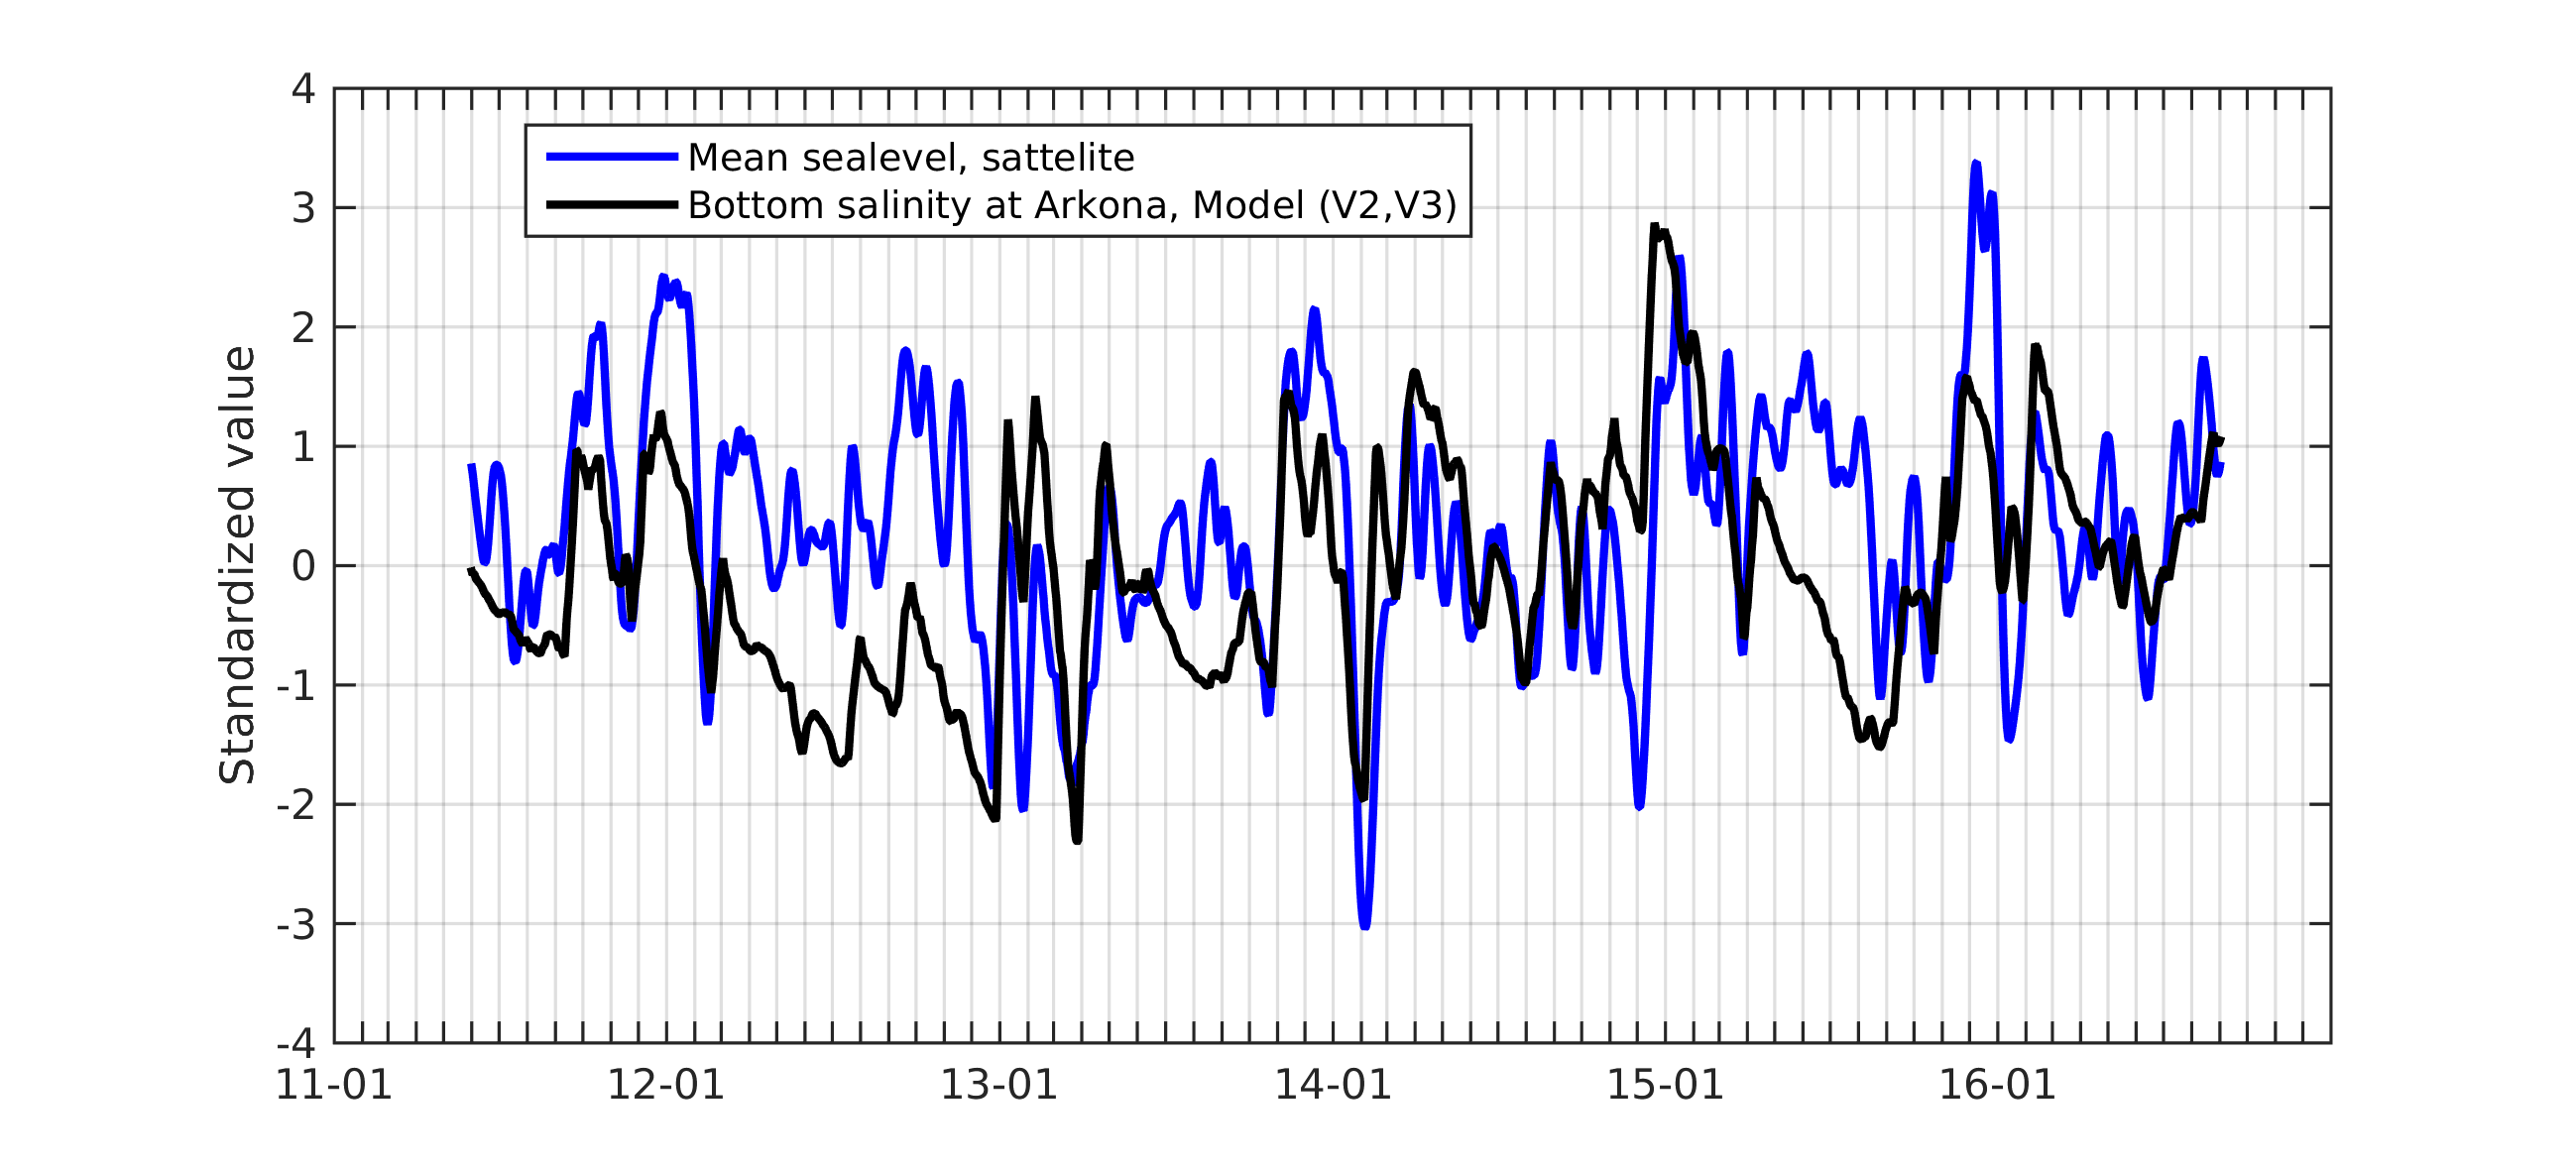 Standardized value
4
3
2
1
0
-1
-2
-3
-4
Mean sealevel, sattelite
Bottom salinity at Arkona, Model (V2,V3)
11-01 12-01 13-01 14-01 15-01 16-01